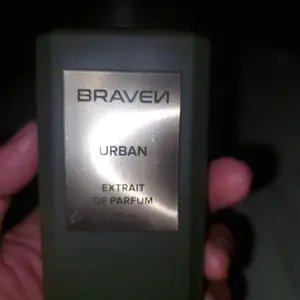 BRAVEN
URBAN
EXTRAIT
DE PARFUM